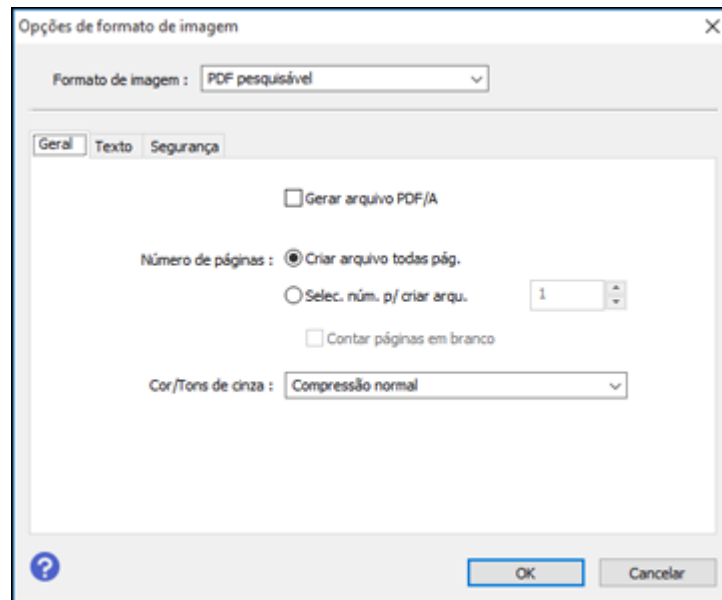 Opções de formato de imagem
Formato de imagem : PDF pesquisável
Geral Texto Segurança
Gerar arquivo PDF/A
Número de páginas : Criar arquivo todas pág.
Selec. núm. p/ criar arqu. 1
Contar páginas em branco
Cor/Tons de cinza : Compressão normal
? OK Cancelar